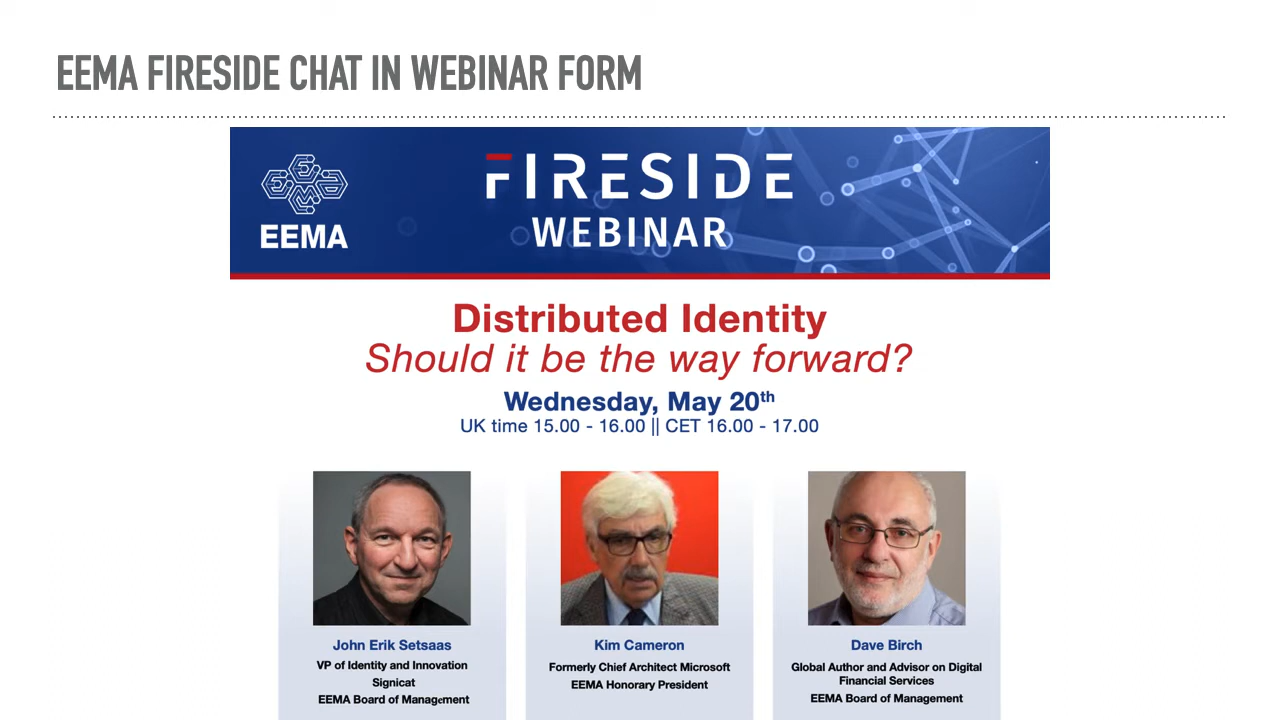 EEMA FIRESIDE CHAT IN WEBINAR FORM
FIRESIDE
WEBINAR
EEMA
Distributed Identity
Should it be the way forward?
Wednesday, May 20th
UK time 15.00 - 16.00 || CET 16.00 - 17.00
John Erik Setsaas
VP of Identity and Innovation
Signicat
EEMA Board of Management
Kim Cameron
Formerly Chief Architect Microsoft
EEMA Honorary President
Dave Birch
Global Author and Advisor on Digital
Financial Services
EEMA Board of Management